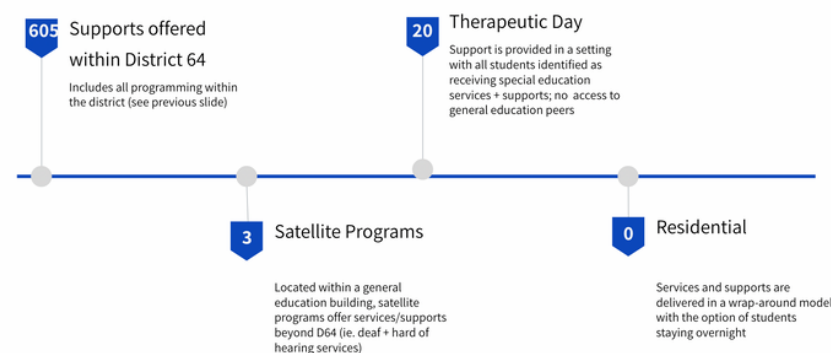 605
Supports offered
within District 64
Includes all programming within
the district (see previous slide)
20
Therapeutic Day
Support is provided in a setting
with all students identified as
receiving special education
services + supports; no  access to
general education peers
3
Satellite Programs
Located within a general
education building, satellite
programs offer services/supports
beyond D64 (ie. deaf + hard of
hearing services)
0
Residential
Services and supports are
delivered in a wrap-around model
with the option of students
staying overnight